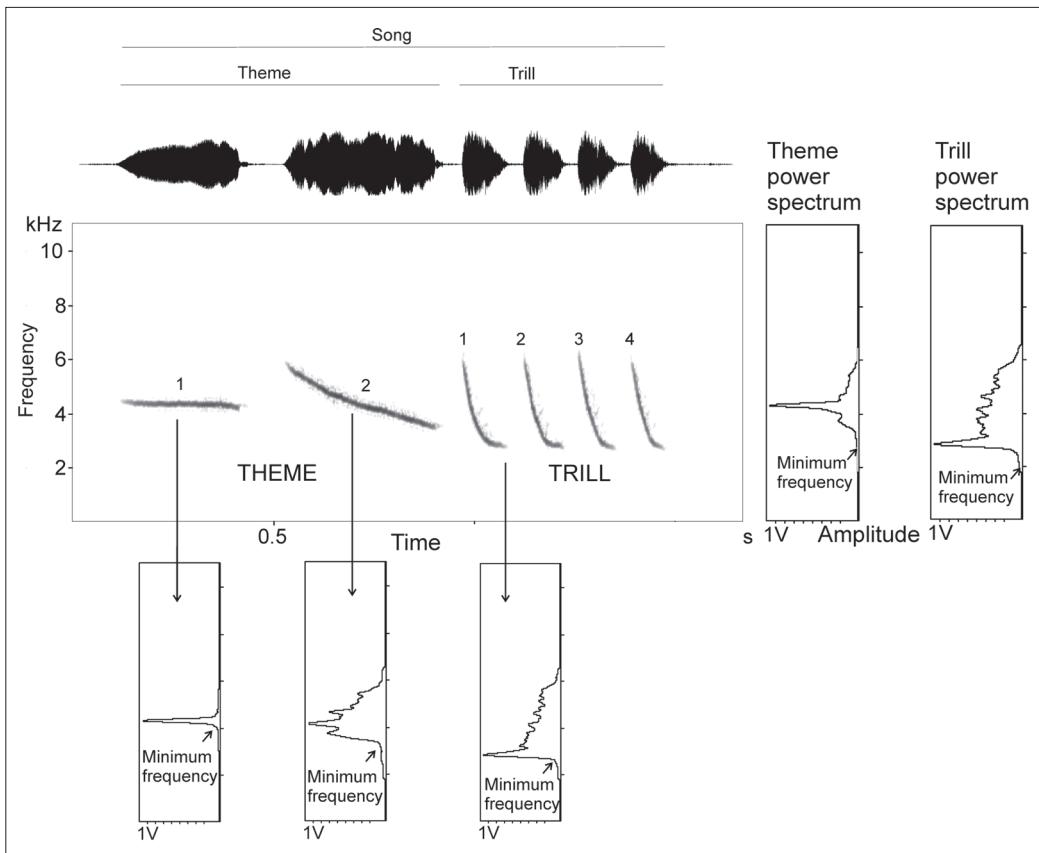 Song
Theme
Trill
Theme
power
spectrum
Trill
power
spectrum
kHz
10
8
6
4
2
Frequency
1
2
1
2
3
4
THEME
TRILL
Minimum
frequency
Minimum
frequency
0.5
Time
s
1V
Amplitude
1V
Minimum
frequency
Minimum
frequency
Minimum
frequency
1V
1V
1V